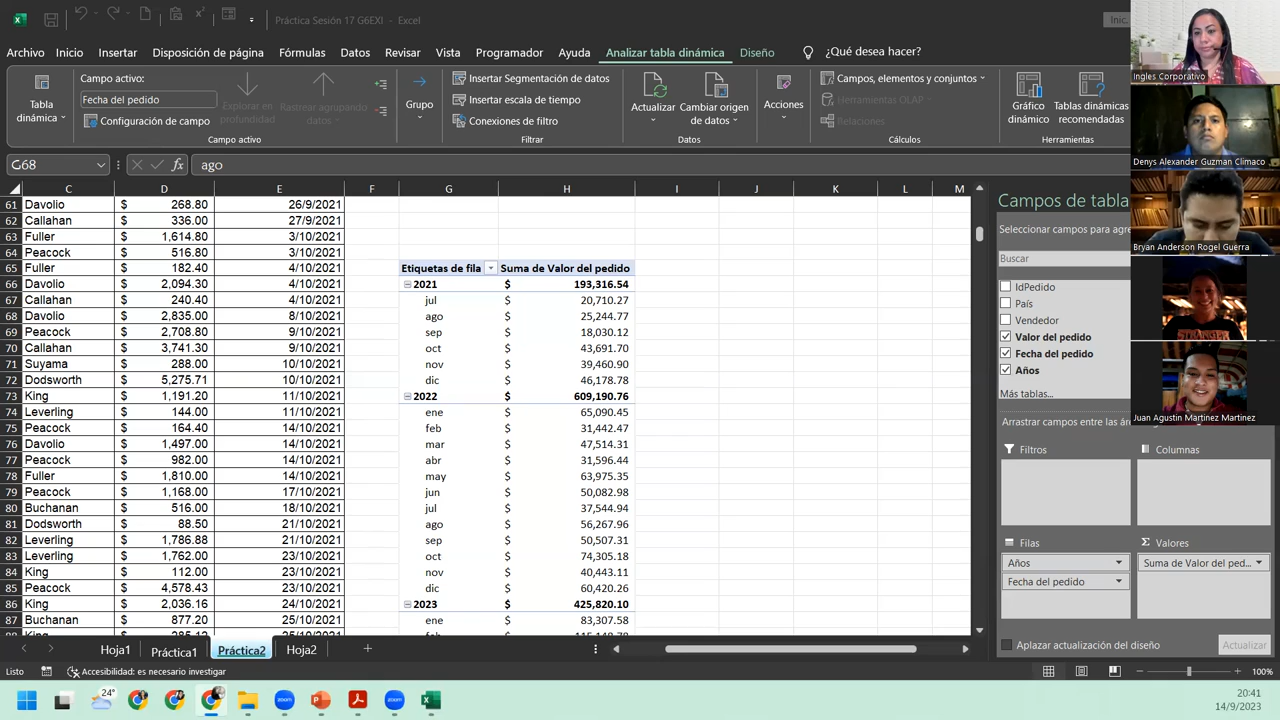 Práctica Sesión 17 G6EXI - Excel
Inic.
Archivo Inicio Insertar Disposición de página Fórmulas Datos Revisar Vista Programador Ayuda Analizar tabla dinámica Diseño ¿Qué desea hacer?
Tabla dinámica
Campo activo:
Fecha del pedido
Configuración de campo
Explorar en profundidad
Rastrear agrupando datos
Campo activo
Grupo
Insertar Segmentación de datos
Insertar escala de tiempo
Conexiones de filtro
Filtrar
Actualizar
Cambiar origen de datos
Datos
Acciones
Campos, elementos y conjuntos
Herramientas OLAP
Relaciones
Cálculos
Gráfico dinámico
Tablas dinámicas recomendadas
Herramientas
G68 fx ago
C D E F G H I J K L M
61 Davolio $ 268.80 26/9/2021
62 Callahan $ 336.00 27/9/2021
63 Fuller $ 1,614.80 3/10/2021
64 Peacock $ 516.80 3/10/2021
65 Fuller $ 182.40 4/10/2021 Etiquetas de fila Suma de Valor del pedido
66 Davolio $ 2,094.30 4/10/2021 2021 $ 193,316.54
67 Callahan $ 240.40 4/10/2021 jul $ 20,710.27
68 Davolio $ 2,835.00 8/10/2021 ago $ 25,244.77
69 Peacock $ 2,708.80 9/10/2021 sep $ 18,030.12
70 Callahan $ 3,741.30 9/10/2021 oct $ 43,691.70
71 Suyama $ 288.00 10/10/2021 nov $ 39,460.90
72 Dodsworth $ 5,275.71 10/10/2021 dic $ 46,178.78
73 King $ 1,191.20 11/10/2021 2022 $ 609,190.76
74 Leverling $ 144.00 11/10/2021 ene $ 65,090.45
75 Peacock $ 164.40 14/10/2021 feb $ 31,442.47
76 Davolio $ 1,497.00 14/10/2021 mar $ 47,514.31
77 Peacock $ 982.00 14/10/2021 abr $ 31,596.44
78 Fuller $ 1,810.00 14/10/2021 may $ 63,975.35
79 Peacock $ 1,168.00 17/10/2021 jun $ 50,082.98
80 Buchanan $ 516.00 18/10/2021 jul $ 37,544.94
81 Dodsworth $ 88.50 21/10/2021 ago $ 56,267.96
82 Leverling $ 1,786.88 21/10/2021 sep $ 50,507.31
83 Leverling $ 1,762.00 23/10/2021 oct $ 74,305.18
84 King $ 112.00 23/10/2021 nov $ 40,443.11
85 Peacock $ 4,578.43 23/10/2021 dic $ 60,420.26
86 King $ 2,036.16 24/10/2021 2023 $ 425,820.10
87 Buchanan $ 877.20 25/10/2021 ene $ 83,307.58
Campos de tabla
Seleccionar campos para agre
Buscar
IdPedido
País
Vendedor
Valor del pedido
Fecha del pedido
Años
Más tablas...
Arrastrar campos entre las áre
Filtros
Columnas
Filas
Valores
Años
Suma de Valor del ped...
Fecha del pedido
Aplazar actualización del diseño
Actualizar
Ingles Corporativo
Denys Alexander Guzman Climaco
Bryan Anderson Rogel Guerra
STRANGER
Juan Agustin Martinez Martinez
Hoja1 Práctica1 Práctica2 Hoja2
Listo Accesibilidad: es necesario investigar 100%
24°
zoom
zoom
20:41
14/9/2023